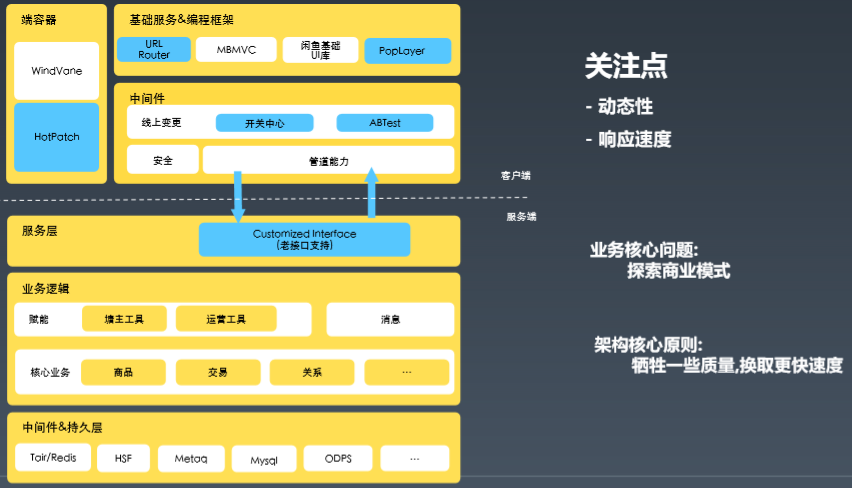 端容器
WindVane
HotPatch
基础服务&编程框架
URL
Router
MBMVC
闲鱼基础
UI库
PopLayer
中间件
线上变更
开关中心
ABTest
安全
管道能力
客户端
服务端
服务层
Customized Interface
(老接口支持)
业务逻辑
赋能
塘主工具
运营工具
消息
核心业务
商品
交易
关系
...
中间件&持久层
Tair/Redis
HSF
Metaq
Mysql
ODPS
...
关注点
- 动态性
- 响应速度
业务核心问题:
探索商业模式
架构核心原则:
牺牲一些质量,换取更快速度